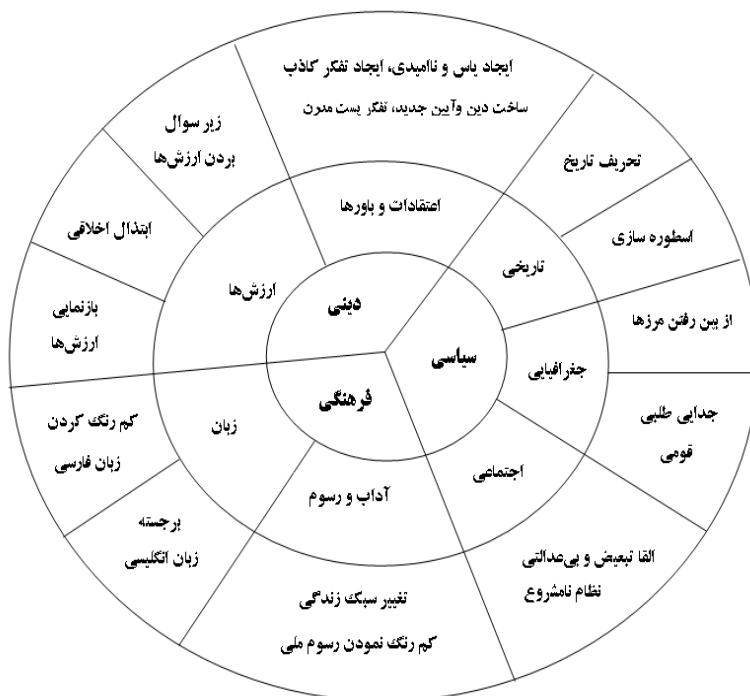 ایجاد یاس و ناامیدی، ایجاد تفکر کاذب
ساخت دین وآیین جدید، تفکر پست مدرن
زیر سوال
بردن ارزش‌ها
تحریف تاریخ
ابتذال اخلاقی
اعتقادات و باورها
اسطوره سازی
تاریخی
ارزش‌ها
دینی
بازنمایی
ارزش‌ها
از بین رفتن مرزها
سیاسی
جغرافیایی
فرهنگی
زبان
کم رنگ کردن
زبان فارسی
جدایی طلبی
قومی
اجتماعی
آداب و رسوم
برجسته
زبان انگلیسی
القا تبعیض و بی‌عدالتی
نظام نامشروع
تغییر سبک زندگی
کم رنگ نمودن رسوم ملی